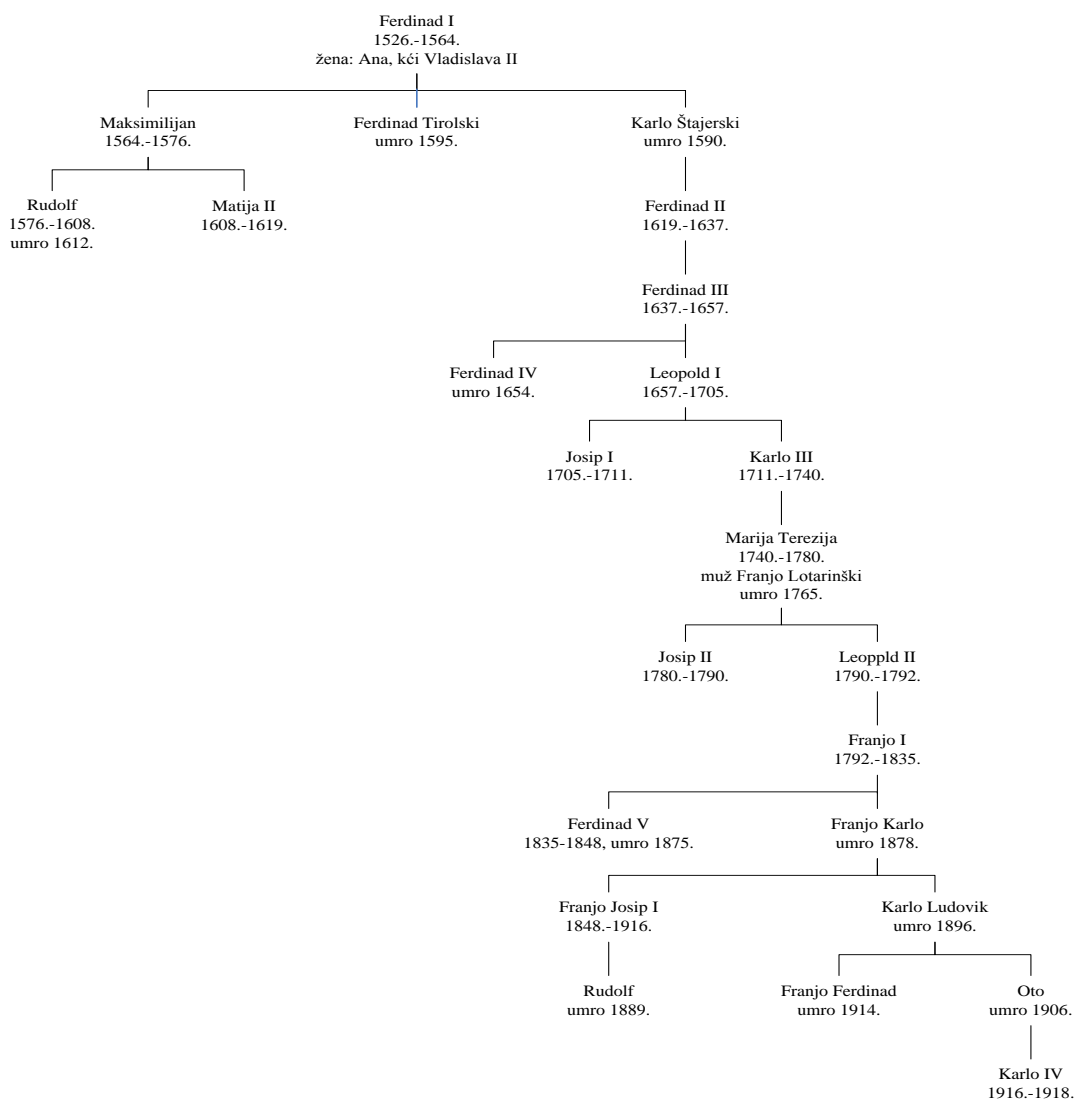 Ferdinad I
1526.-1564.
žena: Ana, kći Vladislava II
Maksimilijan
1564.-1576.
Ferdinad Tirolski
umro 1595.
Karlo Štajerski
umro 1590.
Rudolf
1576.-1608.
umro 1612.
Matija II
1608.-1619.
Ferdinad II
1619.-1637.
Ferdinad III
1637.-1657.
Ferdinad IV
umro 1654.
Leopold I
1657.-1705.
Josip I
1705.-1711.
Karlo III
1711.-1740.
Marija Terezija
1740.-1780.
muž Franjo Lotarinški
umro 1765.
Josip II
1780.-1790.
Leoppld II
1790.-1792.
Franjo I
1792.-1835.
Ferdinad V
1835-1848, umro 1875.
Franjo Karlo
umro 1878.
Franjo Josip I
1848.-1916.
Karlo Ludovik
umro 1896.
Rudolf
umro 1889.
Franjo Ferdinad
umro 1914.
Oto
umro 1906.
Karlo IV
1916.-1918.